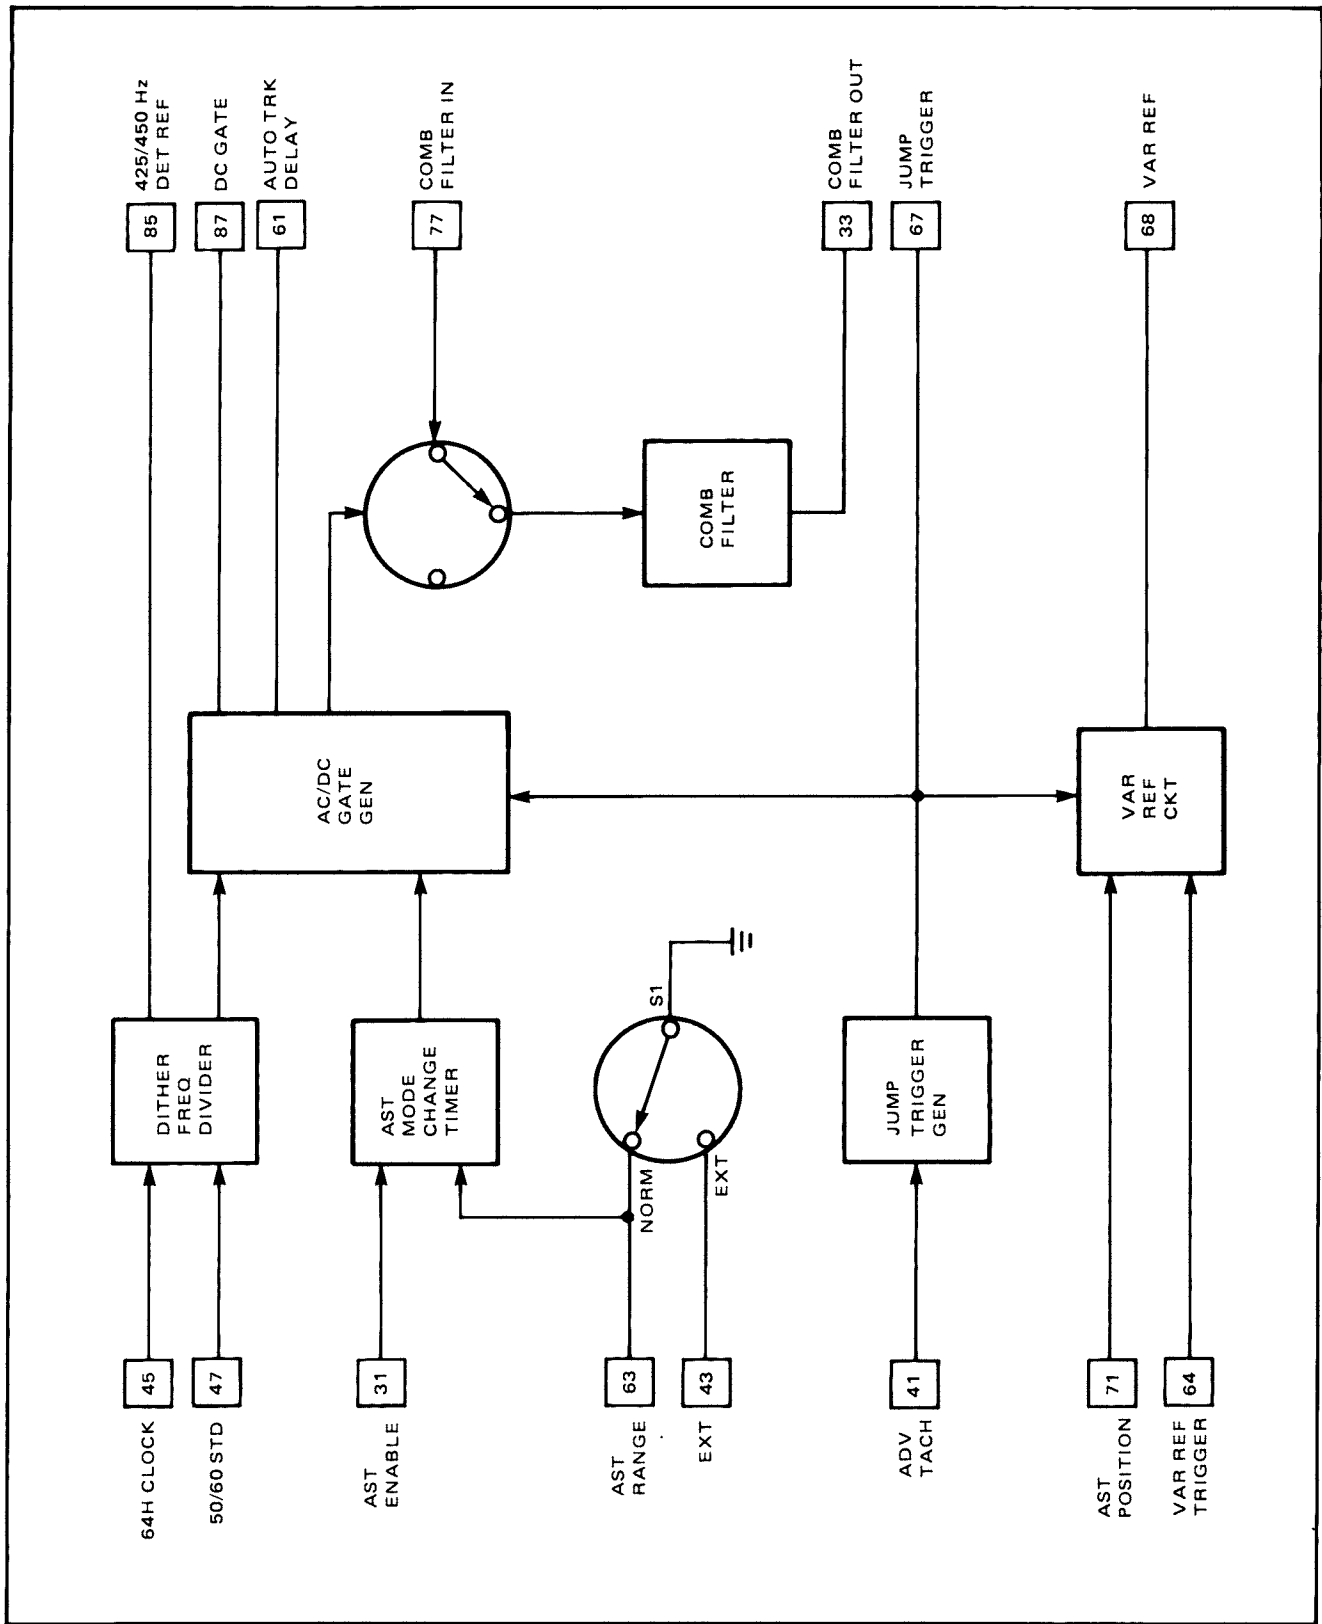 64H CLOCK
45
50/60 STD
47
AST
ENABLE
31
AST
RANGE
63
EXT
43
ADV
TACH
41
AST
POSITION
71
VAR REF
TRIGGER
64
DITHER
FREQ
DIVIDER
AST
MODE
CHANGE
TIMER
NORM
EXT
S1
JUMP
TRIGGER
GEN
AC/DC
GATE
GEN
VAR
REF
CKT
COMB
FILTER
85
425/450 Hz
DET REF
87
DC GATE
61
AUTO TRK
DELAY
77
COMB
FILTER IN
33
COMB
FILTER OUT
67
JUMP
TRIGGER
68
VAR REF